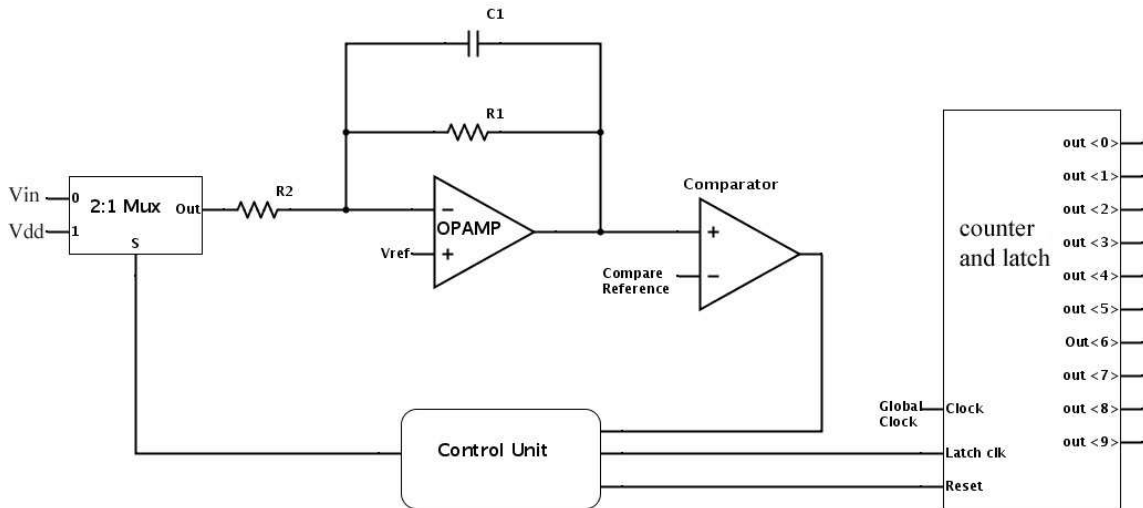 C1
R1
R2
Vin
0
2:1 Mux
Out
Vdd
1
S
−
OPAMP
Vref
+
Comparator
+
Compare
Reference
−
counter
and latch
out <0>
out <1>
out <2>
out <3>
out <4>
out <5>
Out<6>
out <7>
out <8>
out <9>
Global
Clock
Clock
Latch clk
Reset
Control Unit